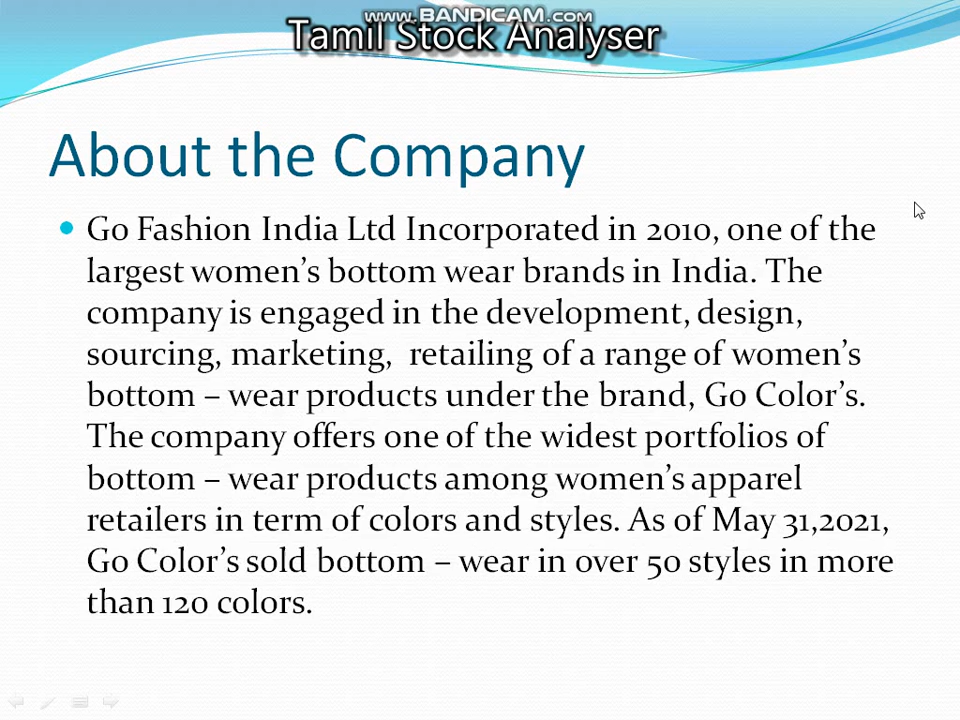 www.BANDICAM.com
Tamil Stock Analyser
About the Company
Go Fashion India Ltd Incorporated in 2010, one of the
largest women’s bottom wear brands in India. The
company is engaged in the development, design,
sourcing, marketing,  retailing of a range of women’s
bottom – wear products under the brand, Go Color’s.
The company offers one of the widest portfolios of
bottom – wear products among women’s apparel
retailers in term of colors and styles. As of May 31,2021,
Go Color’s sold bottom – wear in over 50 styles in more
than 120 colors.